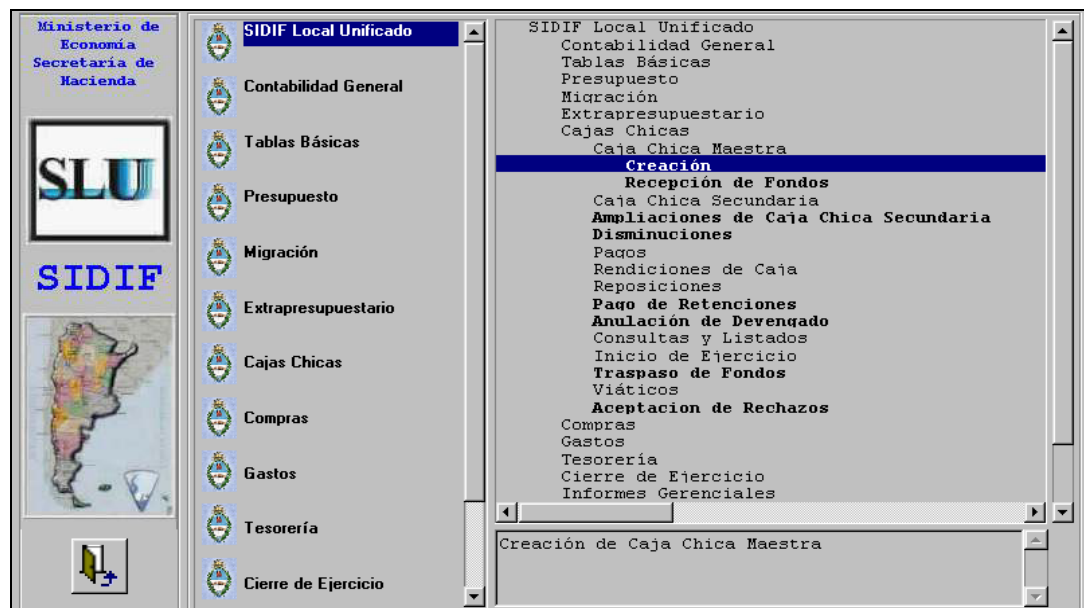 Ministerio de
Economía
Secretaría de
Hacienda
SLU
SIDIF
SIDIF Local Unificado
Contabilidad General
Tablas Básicas
Presupuesto
Migración
Extrapresupuestario
Cajas Chicas
Compras
Gastos
Tesorería
Cierre de Ejercicio
SIDIF Local Unificado
Contabilidad General
Tablas Básicas
Presupuesto
Migración
Extrapresupuestario
Cajas Chicas
Caja Chica Maestra
Creación
Recepción de Fondos
Caja Chica Secundaria
Ampliaciones de Caja Chica Secundaria
Disminuciones
Pagos
Rendiciones de Caja
Reposiciones
Pago de Retenciones
Anulación de Devengado
Consultas y Listados
Inicio de Ejercicio
Traspaso de Fondos
Viáticos
Aceptacion de Rechazos
Compras
Gastos
Tesorería
Cierre de Ejercicio
Informes Gerenciales
Creación de Caja Chica Maestra